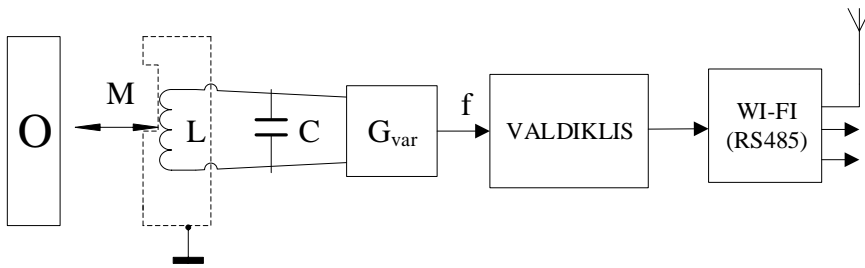 O
M
L
C
G_var
f
VALDIKLIS
WI-FI
(RS485)